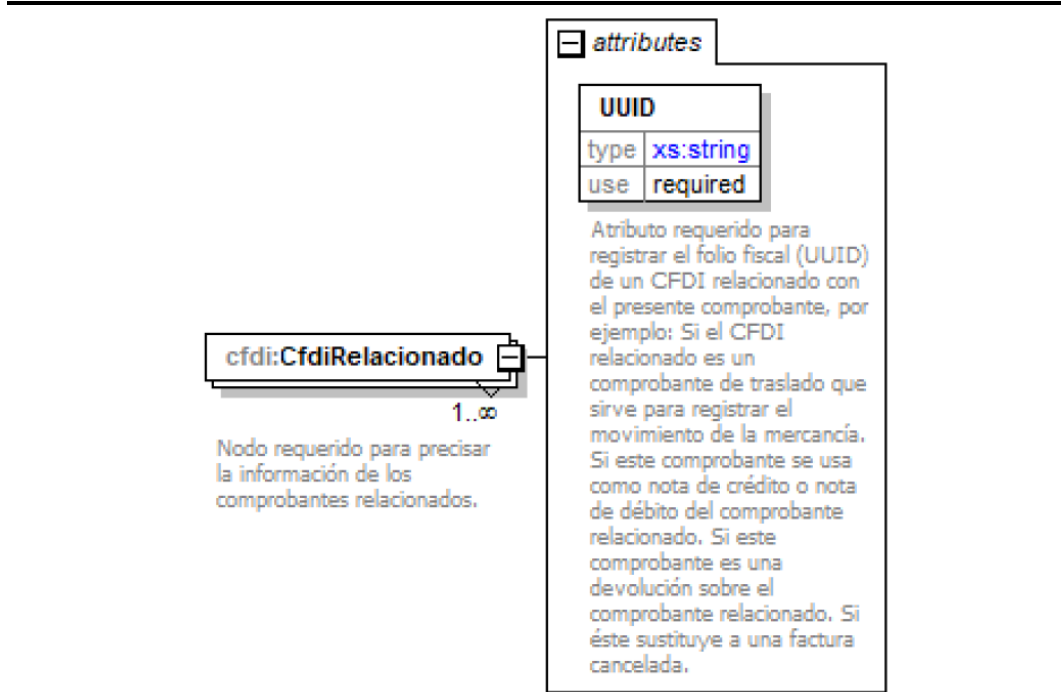 attributes
UUID
type xs:string
use required
Atributo requerido para
registrar el folio fiscal (UUID)
de un CFDI relacionado con
el presente comprobante, por
ejemplo: Si el CFDI
relacionado es un
comprobante de traslado que
sirve para registrar el
movimiento de la mercancía.
Si este comprobante se usa
como nota de crédito o nota
de débito del comprobante
relacionado. Si este
comprobante es una
devolución sobre el
comprobante relacionado. Si
éste sustituye a una factura
cancelada.
cfdi:CfdiRelacionado
1..∞
Nodo requerido para precisar
la información de los
comprobantes relacionados.